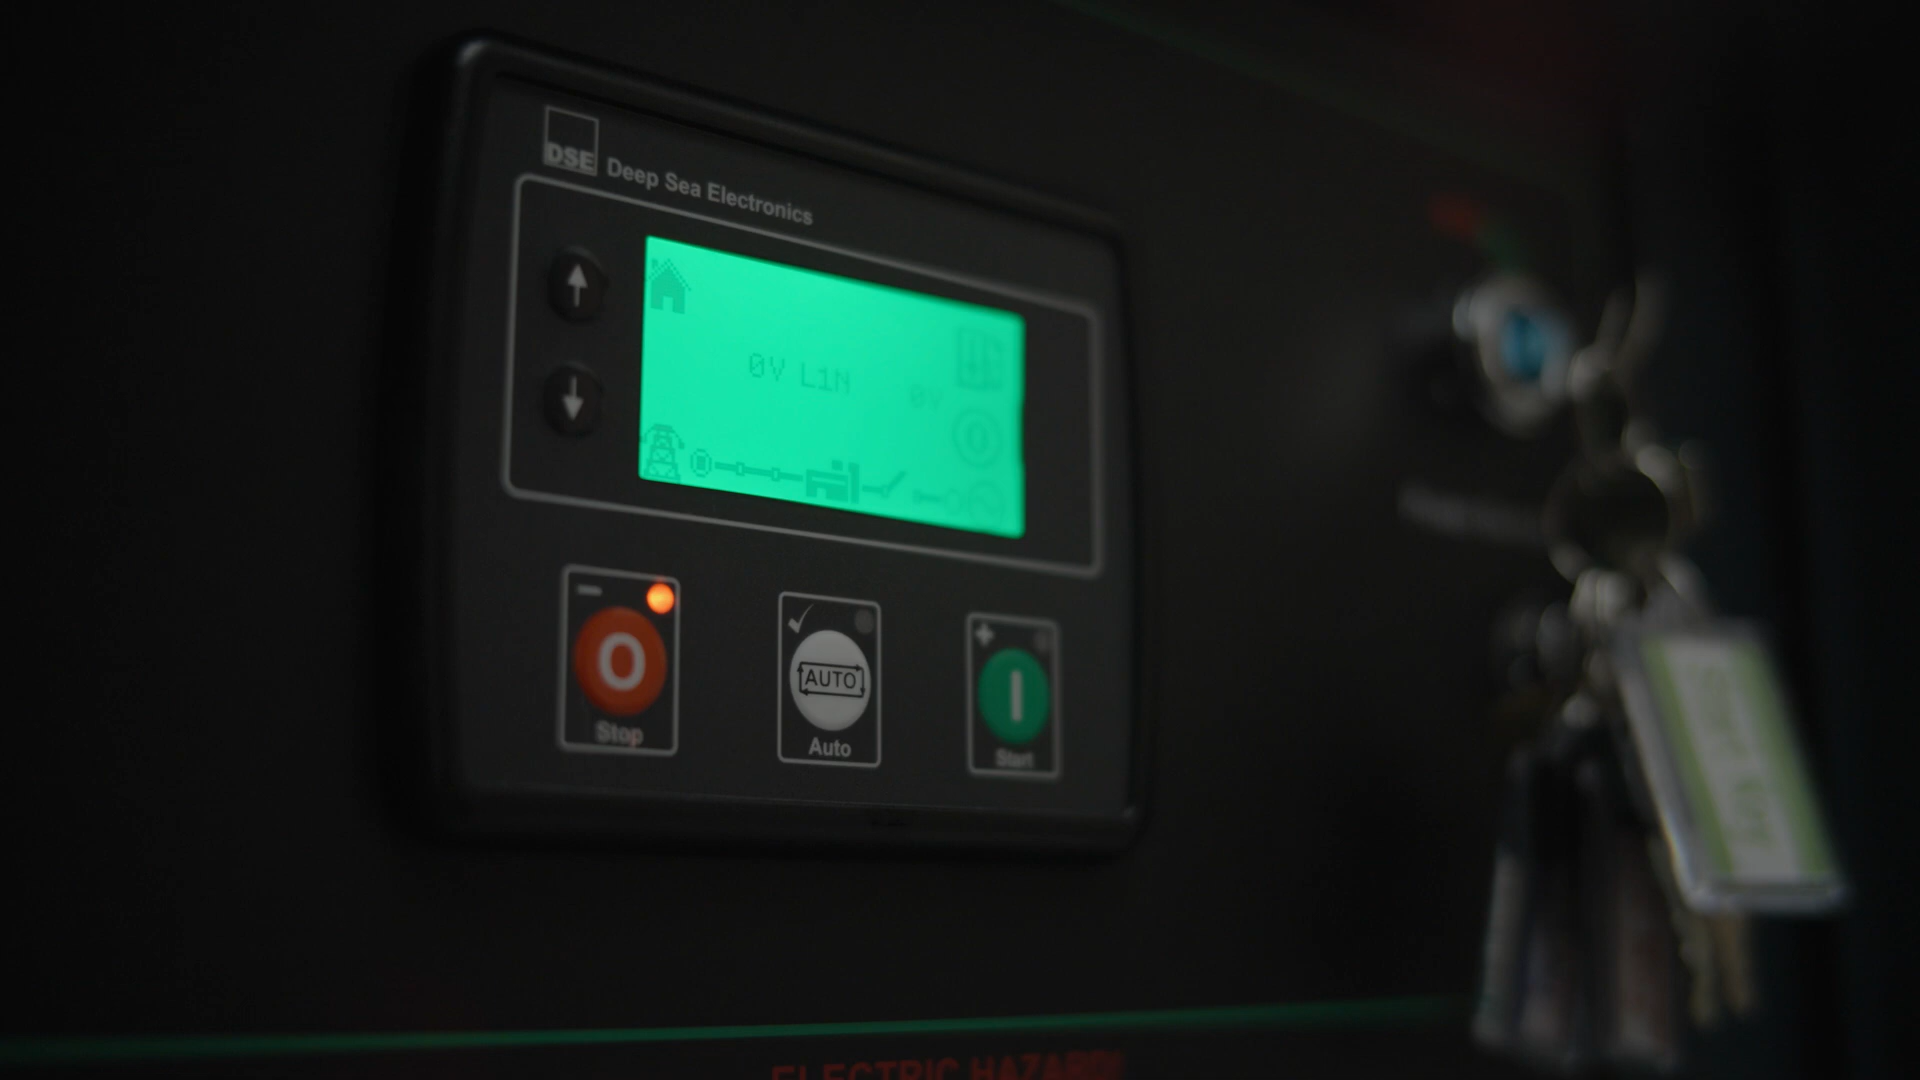 DSE Deep Sea Electronics
0V L1N
0V
O
Stop
AUTO
Auto
I
Start
ELECTRIC HAZARD